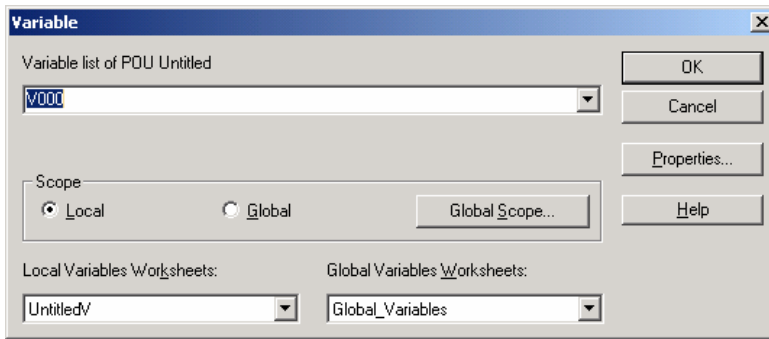 Variable
Variable list of POU Untitled
V000
OK
Cancel
Properties...
Help
Scope
Local
Global
Global Scope...
Local Variables Worksheets:
Global Variables Worksheets:
UntitledV
Global_Variables